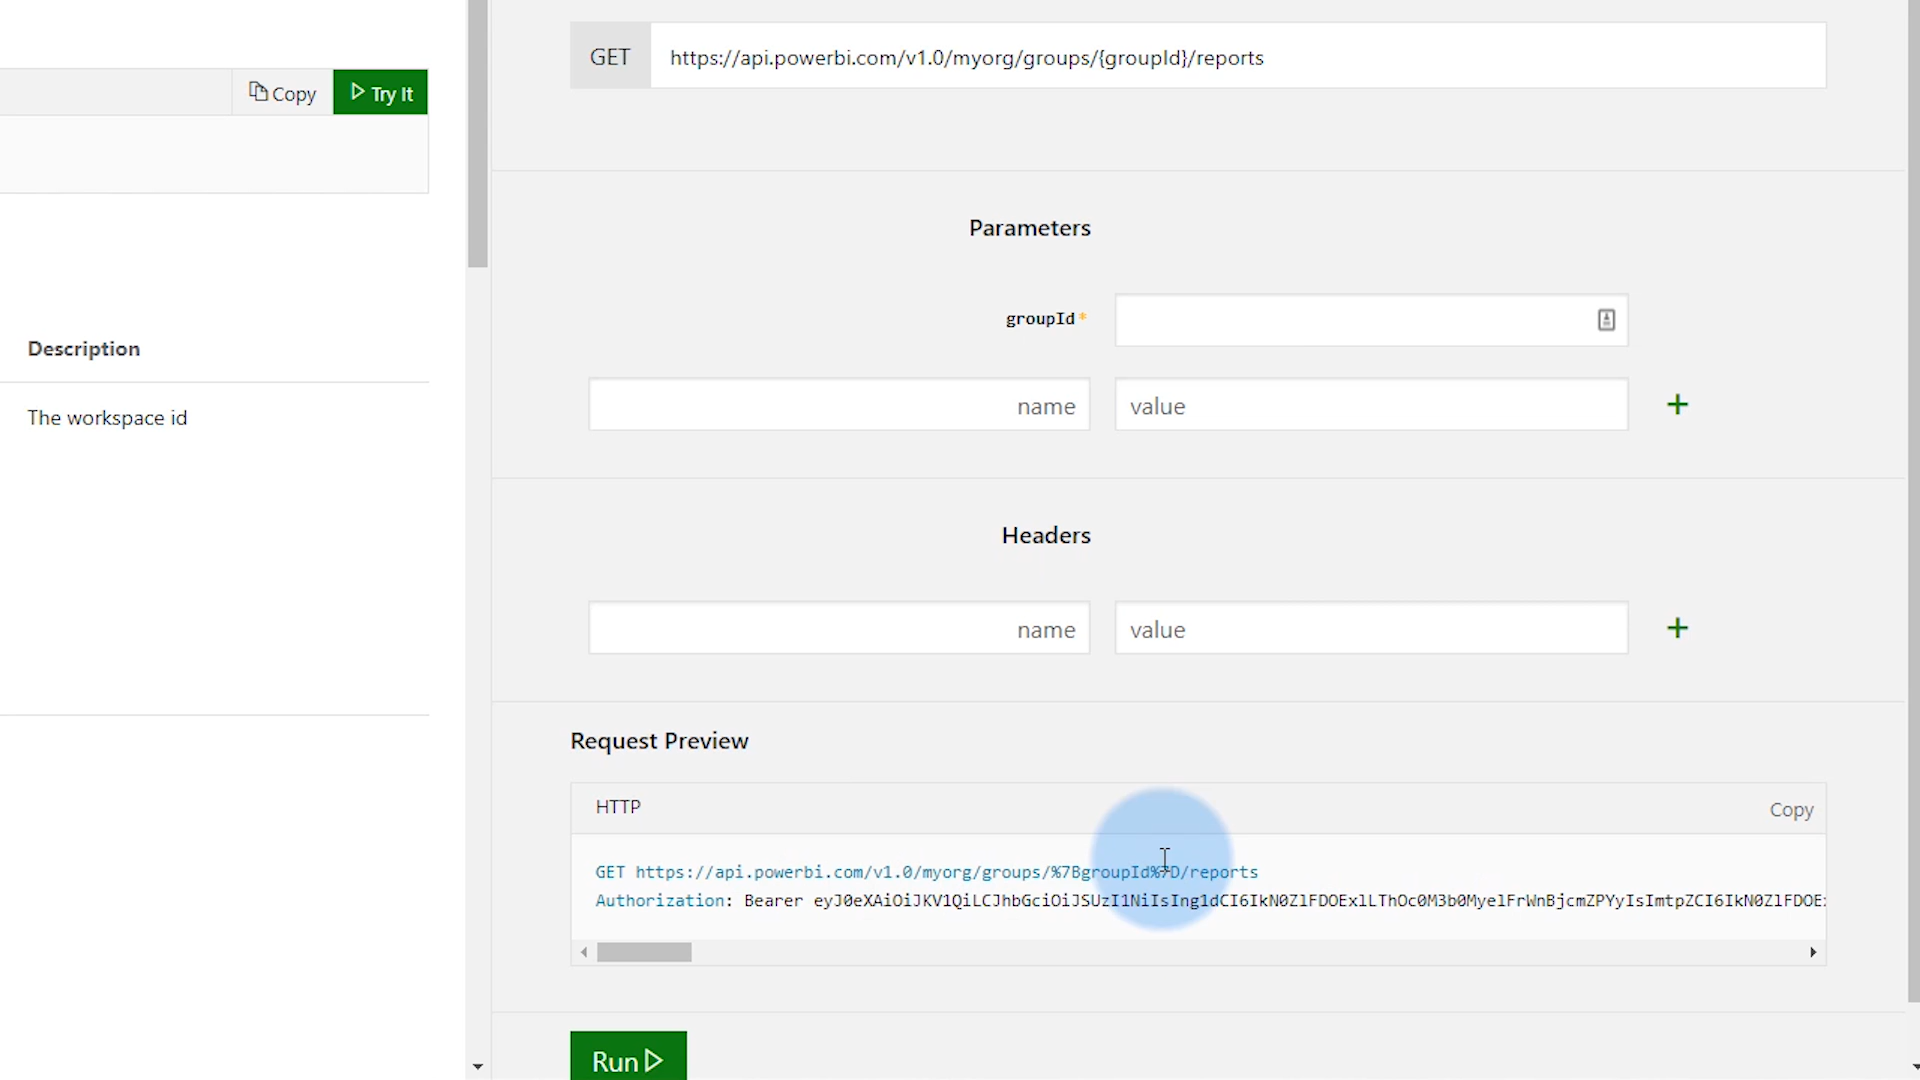 Copy
Try It
Description
The workspace id
GET
https://api.powerbi.com/v1.0/myorg/groups/{groupId}/reports
Parameters
groupId*
name
value
+
Headers
name
value
+
Request Preview
HTTP
Copy
GET https://api.powerbi.com/v1.0/myorg/groups/%7BgroupId%7D/reports
Authorization: Bearer eyJ0eXAiOiJKV1QiLCJhbGciOiJSUzI1NiIsIng1dCI6IkN0ZlFDOExlLThOc0M3b0MyelFrWnBjcmZPYyIsImtpZCI6IkN0ZlFDOEx
Run